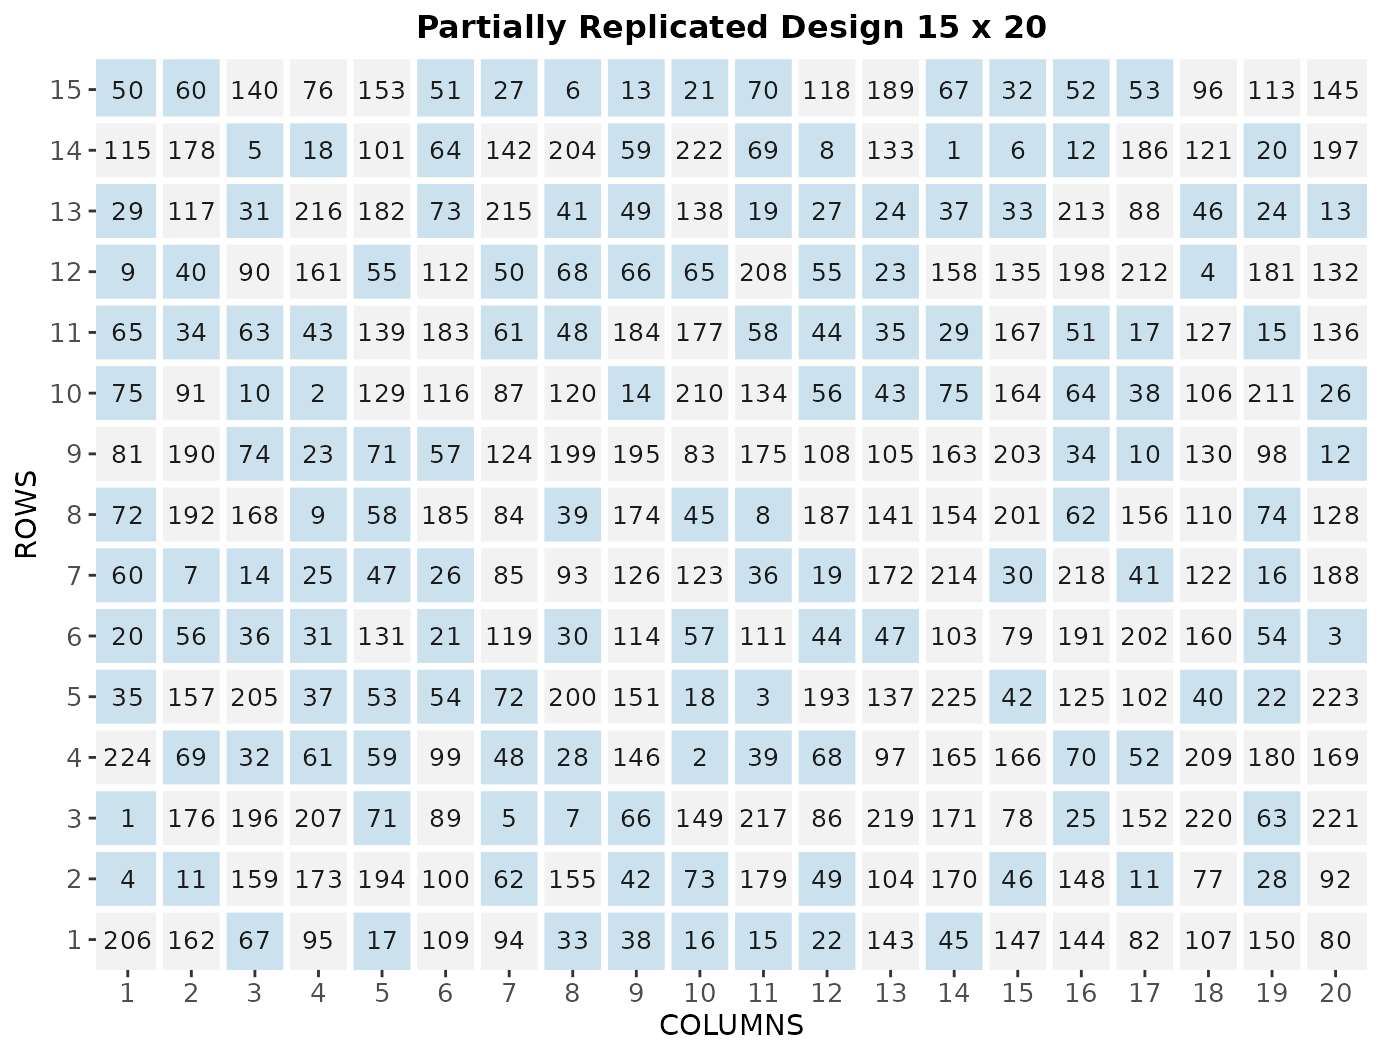 Partially Replicated Design 15 x 20
15 50 60 140 76 153 51 27 6 13 21 70 118 189 67 32 52 53 96 113 145
14 115 178 5 18 101 64 142 204 59 222 69 8 133 1 6 12 186 121 20 197
13 29 117 31 216 182 73 215 41 49 138 19 27 24 37 33 213 88 46 24 13
12 9 40 90 161 55 112 50 68 66 65 208 55 23 158 135 198 212 4 181 132
11 65 34 63 43 139 183 61 48 184 177 58 44 35 29 167 51 17 127 15 136
10 75 91 10 2 129 116 87 120 14 210 134 56 43 75 164 64 38 106 211 26
9 81 190 74 23 71 57 124 199 195 83 175 108 105 163 203 34 10 130 98 12
8 72 192 168 9 58 185 84 39 174 45 8 187 141 154 201 62 156 110 74 128
7 60 7 14 25 47 26 85 93 126 123 36 19 172 214 30 218 41 122 16 188
6 20 56 36 31 131 21 119 30 114 57 111 44 47 103 79 191 202 160 54 3
5 35 157 205 37 53 54 72 200 151 18 3 193 137 225 42 125 102 40 22 223
4 224 69 32 61 59 99 48 28 146 2 39 68 97 165 166 70 52 209 180 169
3 1 176 196 207 71 89 5 7 66 149 217 86 219 171 78 25 152 220 63 221
2 4 11 159 173 194 100 62 155 42 73 179 49 104 170 46 148 11 77 28 92
1 206 162 67 95 17 109 94 33 38 16 15 22 143 45 147 144 82 107 150 80
1 2 3 4 5 6 7 8 9 10 11 12 13 14 15 16 17 18 19 20
COLUMNS
ROWS